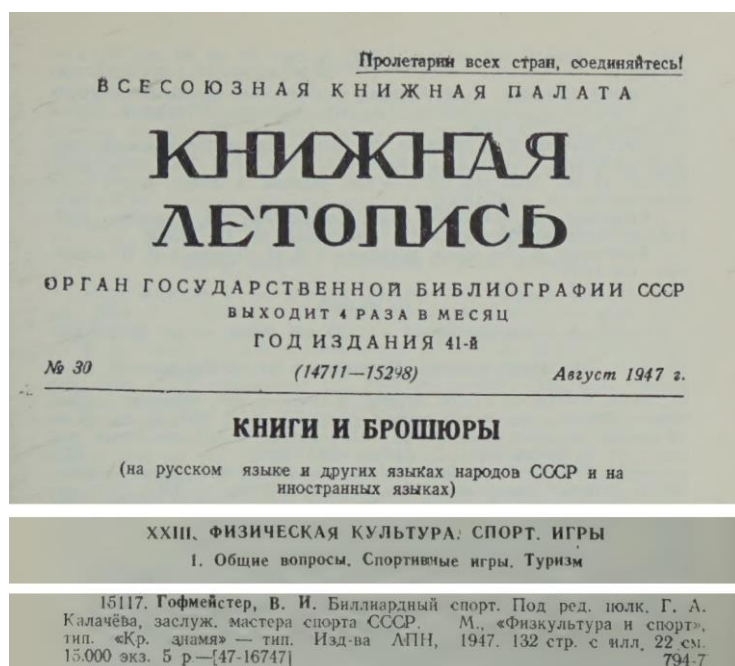 Пролетарии всех стран, соединяйтесь!
ВСЕСОЮЗНАЯ КНИЖНАЯ ПАЛАТА
КНИЖНАЯ
ЛЕТОПИСЬ
ОРГАН ГОСУДАРСТВЕННОЙ БИБЛИОГРАФИИ СССР
ВЫХОДИТ 4 РАЗА В МЕСЯЦ
ГОД ИЗДАНИЯ 41-й
№ 30 (14711—15298) Август 1947 г.
КНИГИ И БРОШЮРЫ
(на русском языке и других языках народов СССР и на
иностранных языках)
XXIII. ФИЗИЧЕСКАЯ КУЛЬТУРА. СПОРТ. ИГРЫ
1. Общие вопросы. Спортивные игры. Туризм
15117. Гофмейстер, В. И. Биллиардный спорт. Под ред. полк. Г. А.
Калачёва, заслуж. мастера спорта СССР. М., «Физкультура и спорт»,
тип. «Кр. знамя» — тип. Изд-ва АПН, 1947. 132 стр. с илл. 22 см.
15.000 экз. 5 р.—[47-16747] 794-7